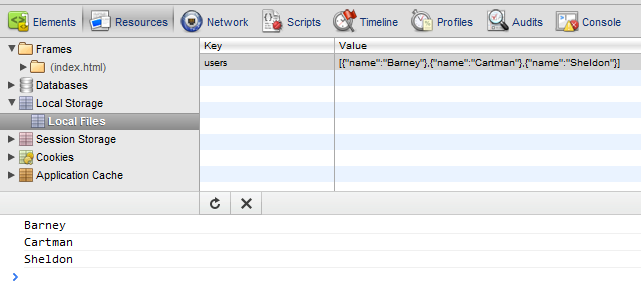 Elements Resources Network Scripts Timeline Profiles Audits Console
Frames
(index.html)
Databases
Local Storage
Local Files
Session Storage
Cookies
Application Cache
Key Value
users [{"name":"Barney"},{"name":"Cartman"},{"name":"Sheldon"}]
Barney
Cartman
Sheldon
>